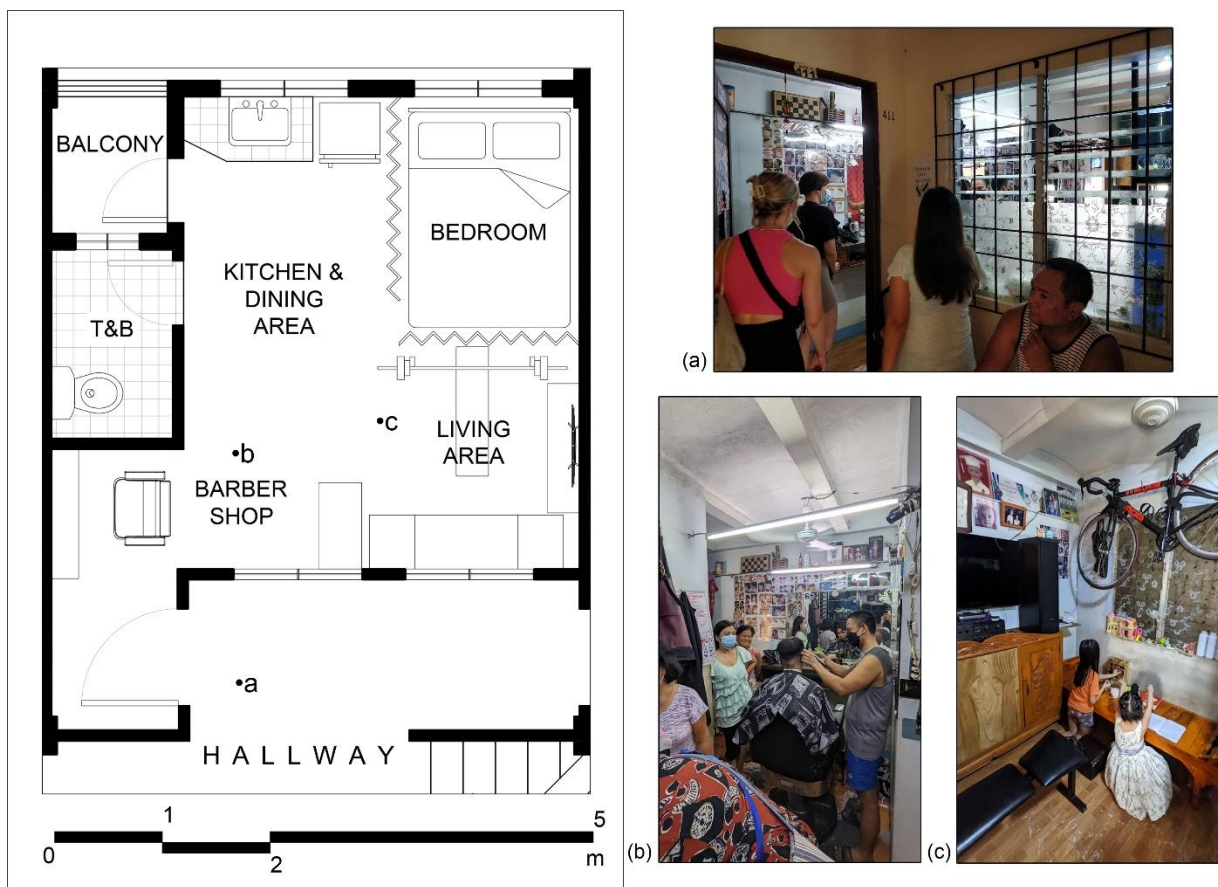 BALCONY
KITCHEN &
DINING
AREA
BEDROOM
T&B
•c
LIVING
AREA
•b
BARBER
SHOP
•a
HALLWAY
0
1
2
5
m
(a)
411
(b)
(c)